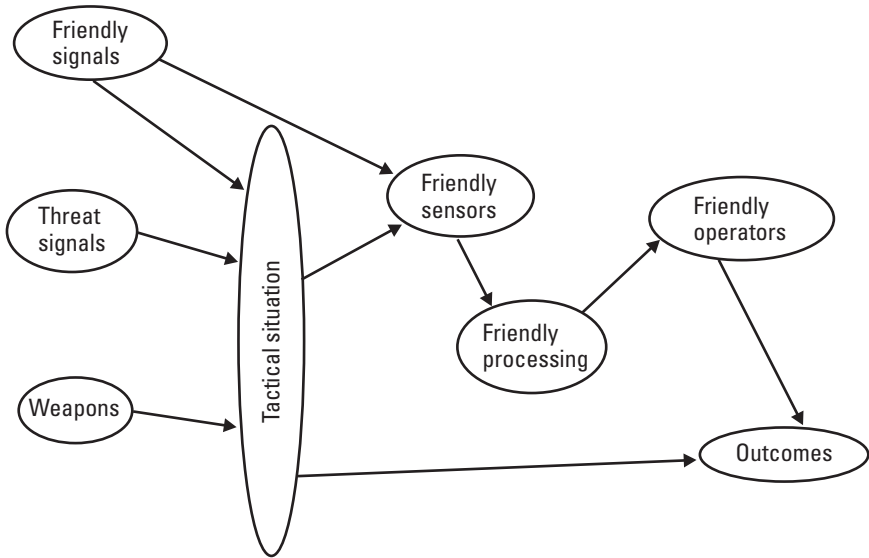 Friendly
signals
Threat
signals
Weapons
Tactical situation
Friendly
sensors
Friendly
processing
Friendly
operators
Outcomes